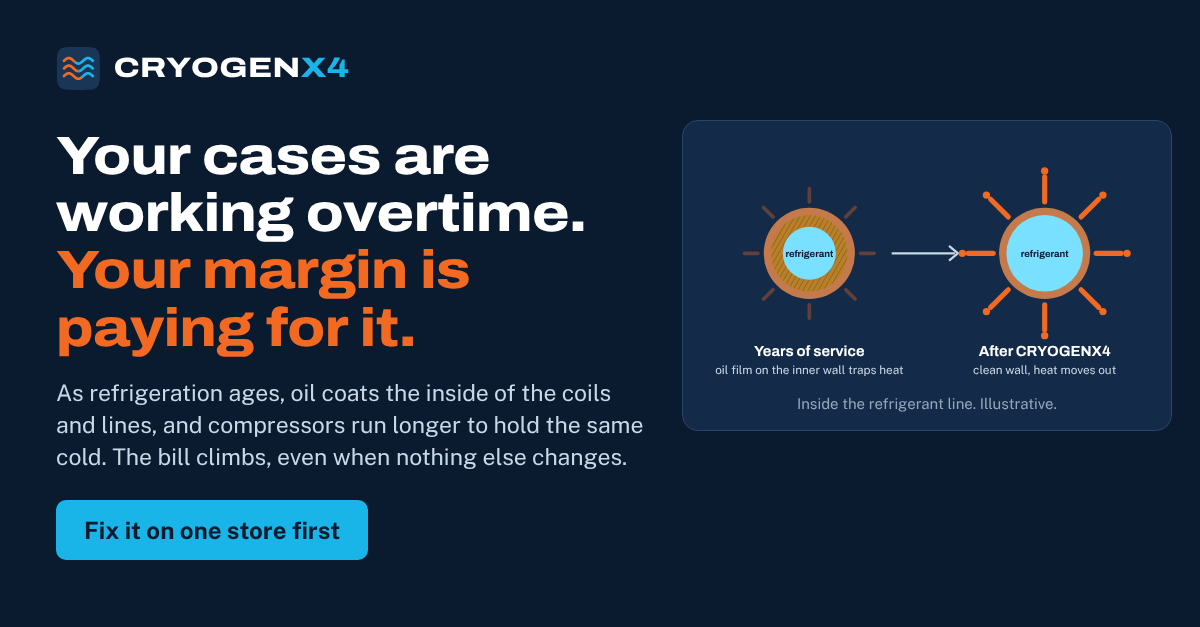 CRYOGENX4
Your cases are
working overtime.
Your margin is
paying for it.
As refrigeration ages, oil coats the inside of the coils
and lines, and compressors run longer to hold the same
cold. The bill climbs, even when nothing else changes.
Fix it on one store first
refrigerant
refrigerant
Years of service
oil film on the inner wall traps heat
After CRYOGENX4
clean wall, heat moves out
Inside the refrigerant line. Illustrative.